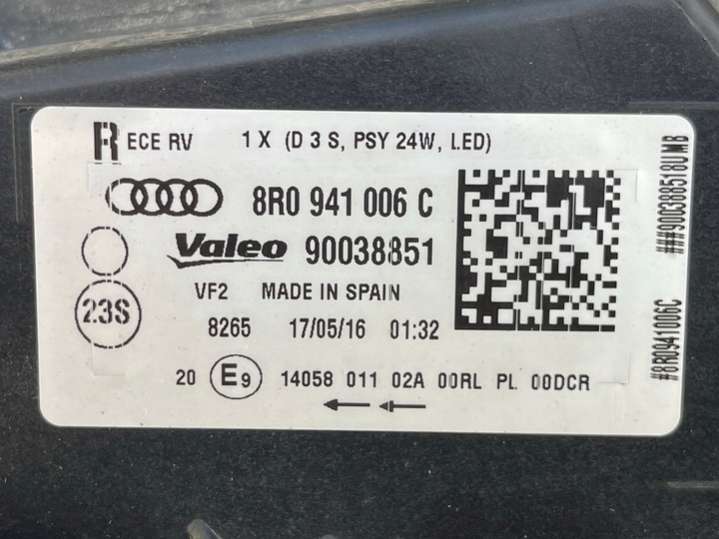 R ECE RV 1 X (D 3 S, PSY 24W, LED)
8R0 941 006 C
Valeo 90038851
VF2 MADE IN SPAIN
23S
8265 17/05/16 01:32
20 E9 14058 011 02A 00RL PL 00DCR
#8R0941006C ###900388518UWB